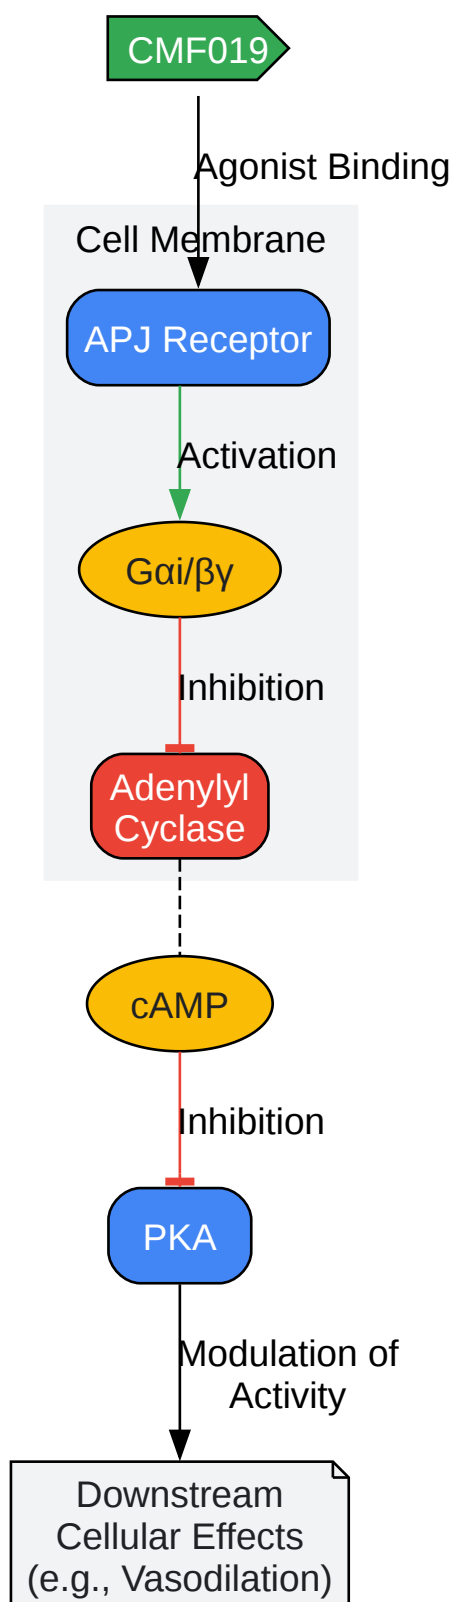 CMF019
Agonist Binding
Cell Membrane
APJ Receptor
Activation
Gαi/βγ
Inhibition
Adenylyl
Cyclase
cAMP
Inhibition
PKA
Modulation of
Activity
Downstream
Cellular Effects
(e.g., Vasodilation)